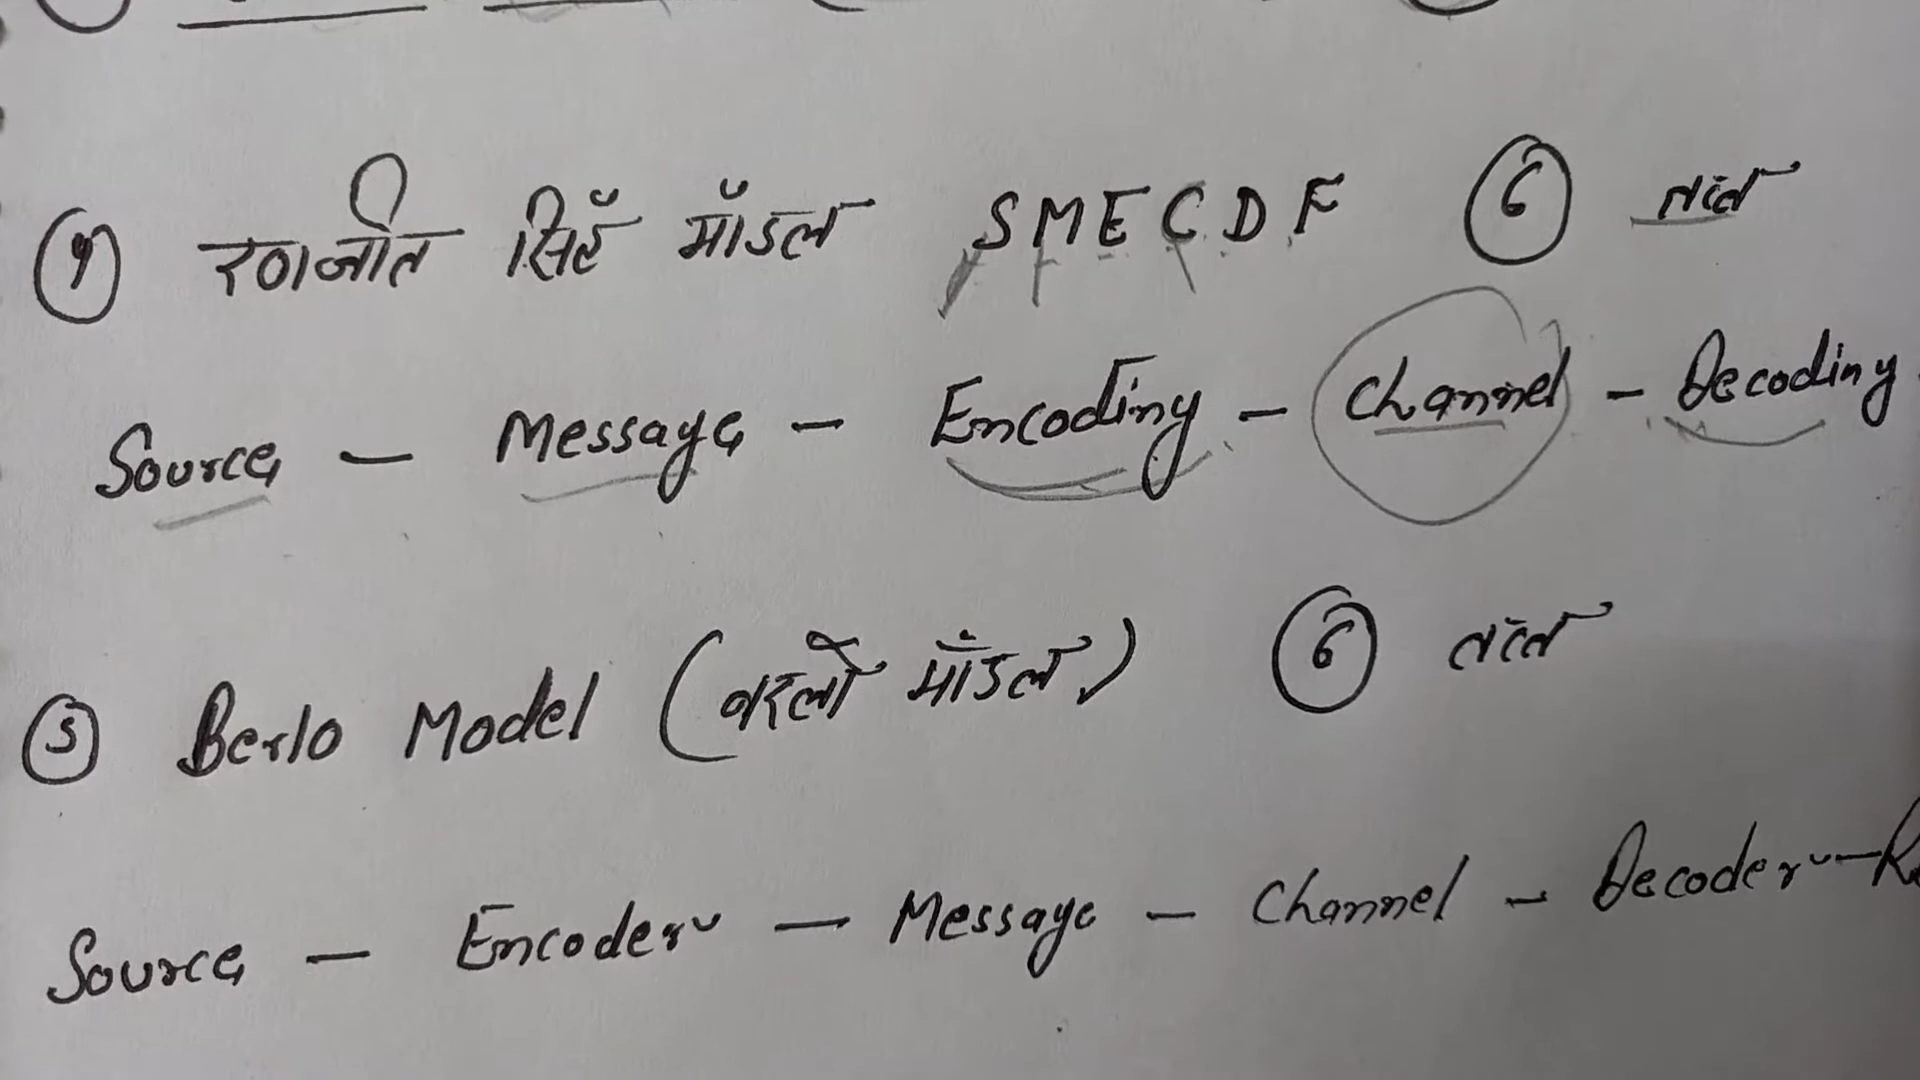 ④ रणजीत सिहँ मॉडल SMECDF ⑥ तत्व
Source – Message – Encoding – Channel – Decoding
⑤ Berlo Model (बरलो मॉडल) ⑥ तत्व
Source – Encoder – Message – Channel – Decoder –